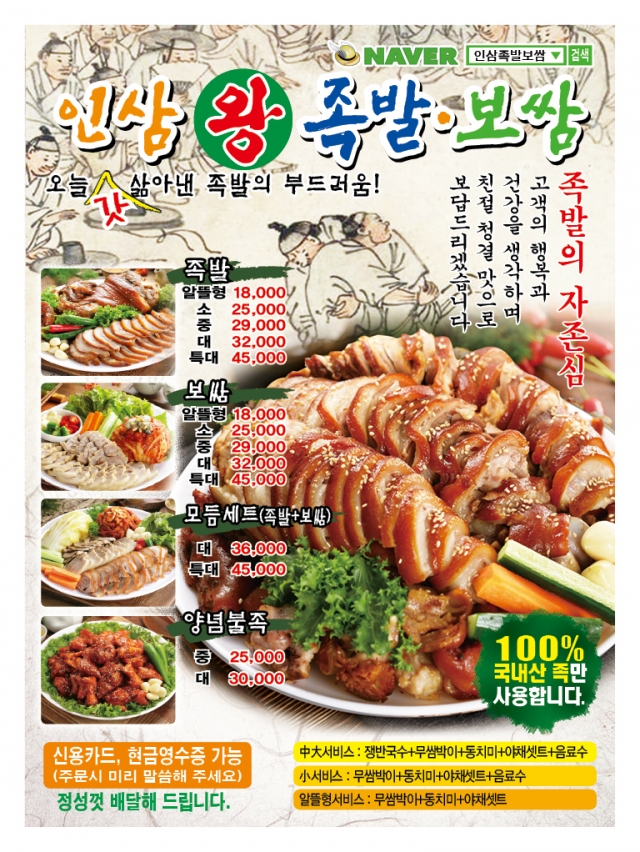 NAVER 인삼족발보쌈▼ 검색
인삼 왕 족발·보쌈
오늘 갓 삶아낸 족발의 부드러움!
족발의 자존심
고객의 행복과
건강을 생각하며
친절 청결 맛으로
보답드리겠습니다
족발
알뜰형 18,000
소 25,000
중 29,000
대 32,000
특대 45,000
보쌈
알뜰형 18,000
소 25,000
중 29,000
대 32,000
특대 45,000
모듬세트(족발+보쌈)
대 36,000
특대 45,000
양념불족
중 25,000
대 30,000
100%
국내산 족만
사용합니다.
신용카드, 현금영수증 가능
(주문시 미리 말씀해 주세요)
정성껏 배달해 드립니다.
中大서비스 : 쟁반국수+무쌈박이+동치미+야채셋트+음료수
小서비스 : 무쌈박이+동치미+야채셋트+음료수
알뜰형서비스 : 무쌈박이+동치미+야채셋트